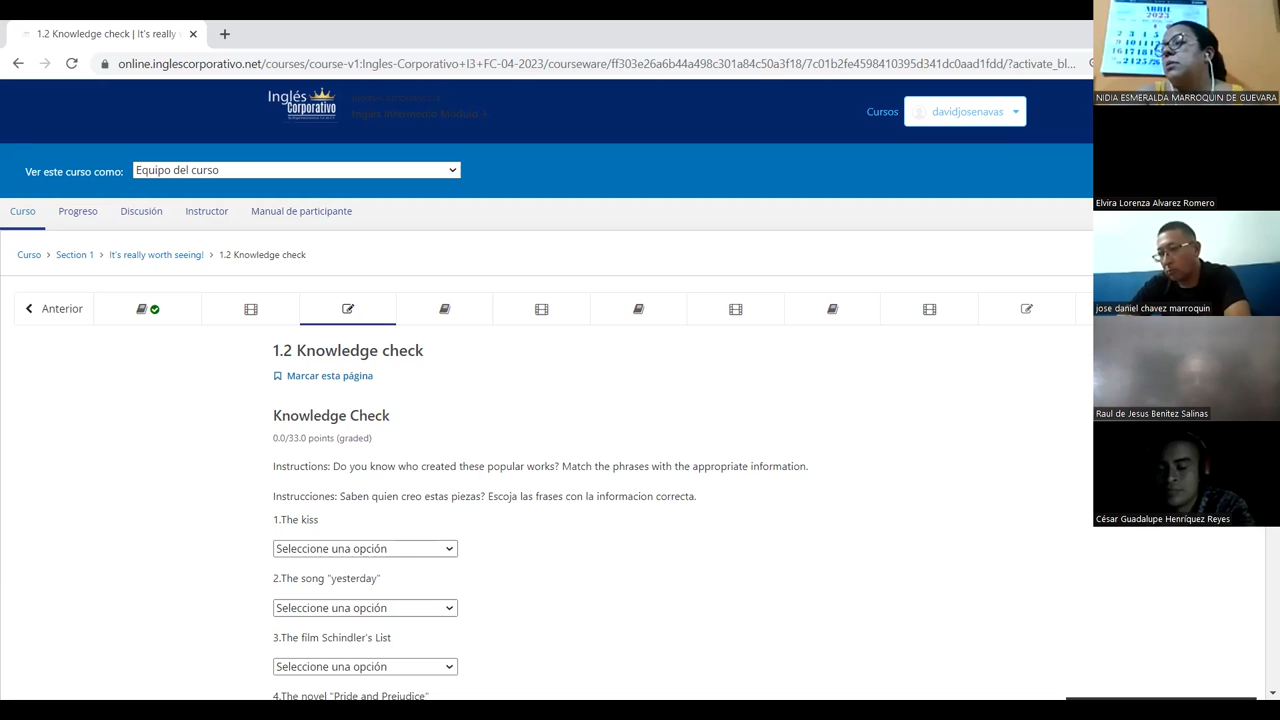 1.2 Knowledge check | It's really
online.inglescorporativo.net/courses/course-v1:Ingles-Cor I3+FC-04-2023/courseware/ff303e26a6b44a498c301a84c50a3f18/7c01b2fe4598410395d341dc0aad1fdd/?activate_bl...
Inglés Corporativo
Inglés Intermedio Módulo
Cursos
davidjosenavas
Ver este curso como:
Equipo del curso
Curso Progreso Discusión Instructor Manual de participante
Curso > Section 1 > It's really worth seeing! > 1.2 Knowledge check
Anterior
1.2 Knowledge check
Marcar esta página
Knowledge Check
0.0/33.0 points (graded)
Instructions: Do you know who created these popular works? Match the phrases with the appropriate information.
Instrucciones: Saben quien creo estas piezas? Escoja las frases con la informacion correcta.
1.The kiss
Seleccione una opción
2.The song "yesterday"
Seleccione una opción
3.The film Schindler's List
Seleccione una opción
4.The novel "Pride and Prejudice"
ABRIL
2023
NIDIA ESMERALDA MARROQUIN DE GUEVARA
Elvira Lorenza Alvarez Romero
jose daniel chavez marroquin
Raul de Jesus Benitez Salinas
César Guadalupe Henríquez Reyes